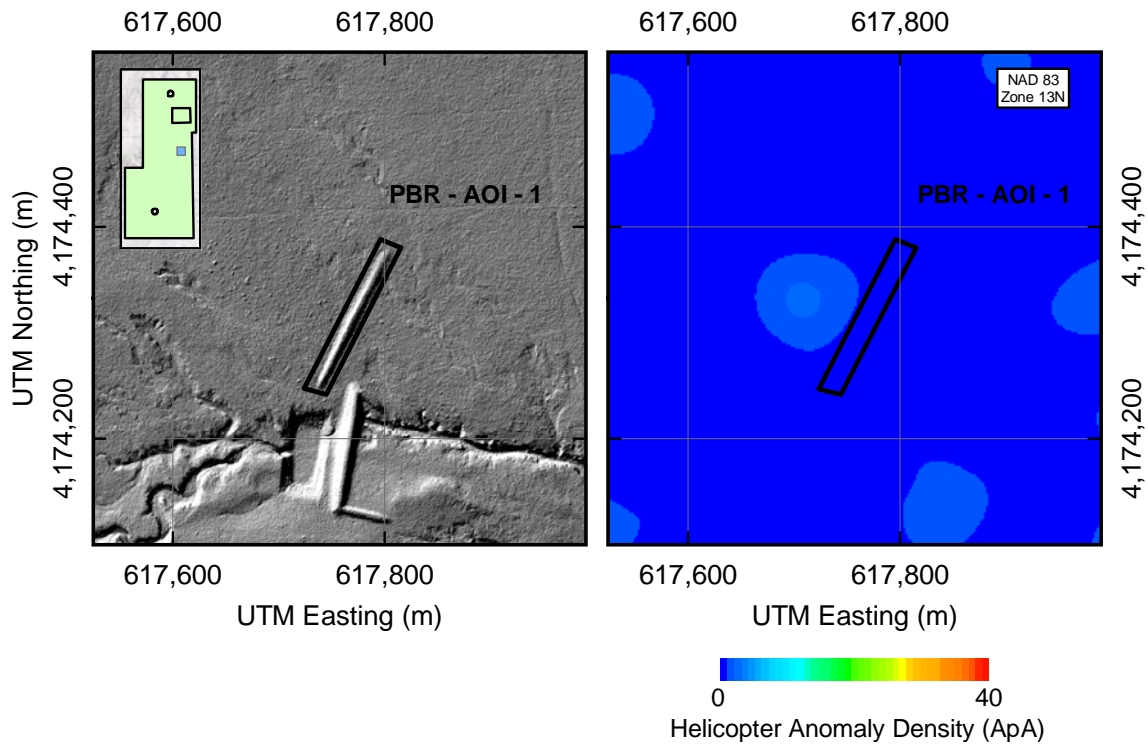 617,600 617,800 617,600 617,800
NAD 83
Zone 13N
PBR - AOI - 1 PBR - AOI - 1
UTM Northing (m)
4,174,400
4,174,200
4,174,400
4,174,200
617,600 617,800 617,600 617,800
UTM Easting (m) UTM Easting (m)
0 40
Helicopter Anomaly Density (ApA)